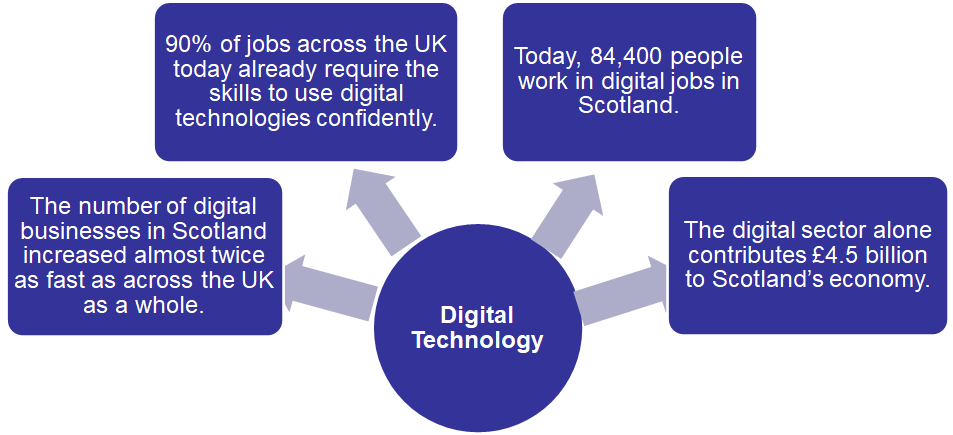 90% of jobs across the UK
today already require the
skills to use digital
technologies confidently.
Today, 84,400 people
work in digital jobs in
Scotland.
The number of digital
businesses in Scotland
increased almost twice
as fast as across the UK
as a whole.
The digital sector alone
contributes £4.5 billion
to Scotland’s economy.
Digital
Technology